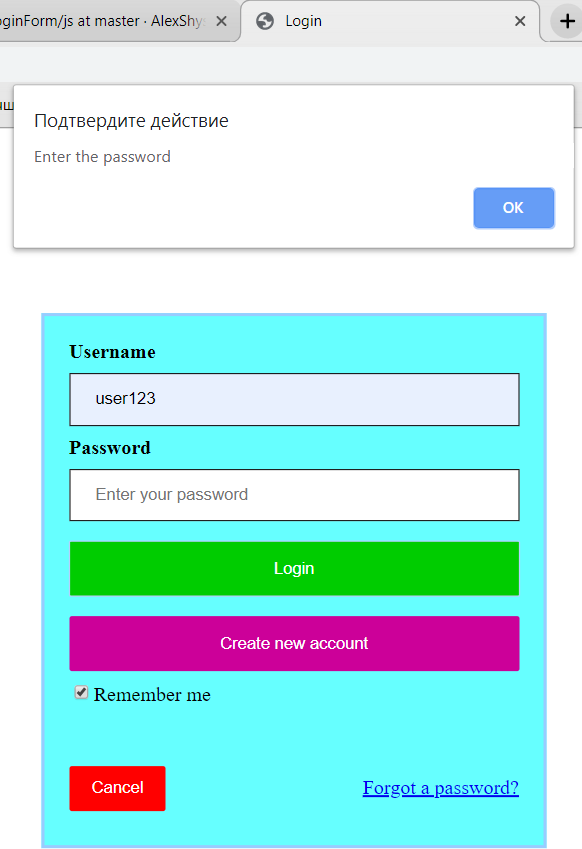 oginForm/js at master · AlexShy
Login
Подтвердите действие
Enter the password
OK
Username
user123
Password
Enter your password
Login
Create new account
Remember me
Cancel
Forgot a password?